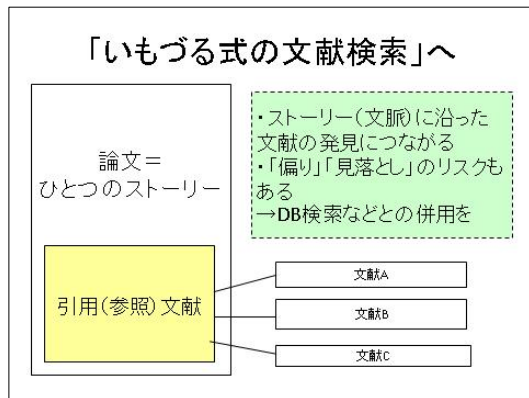 「いもづる式の文献検索」へ
論文＝
ひとつのストーリー
・ストーリー（文脈）に沿った
文献の発見につながる
・「偏り」「見落とし」のリスクも
ある
→DB検索などとの併用を
引用（参照）文献
文献A
文献B
文献C